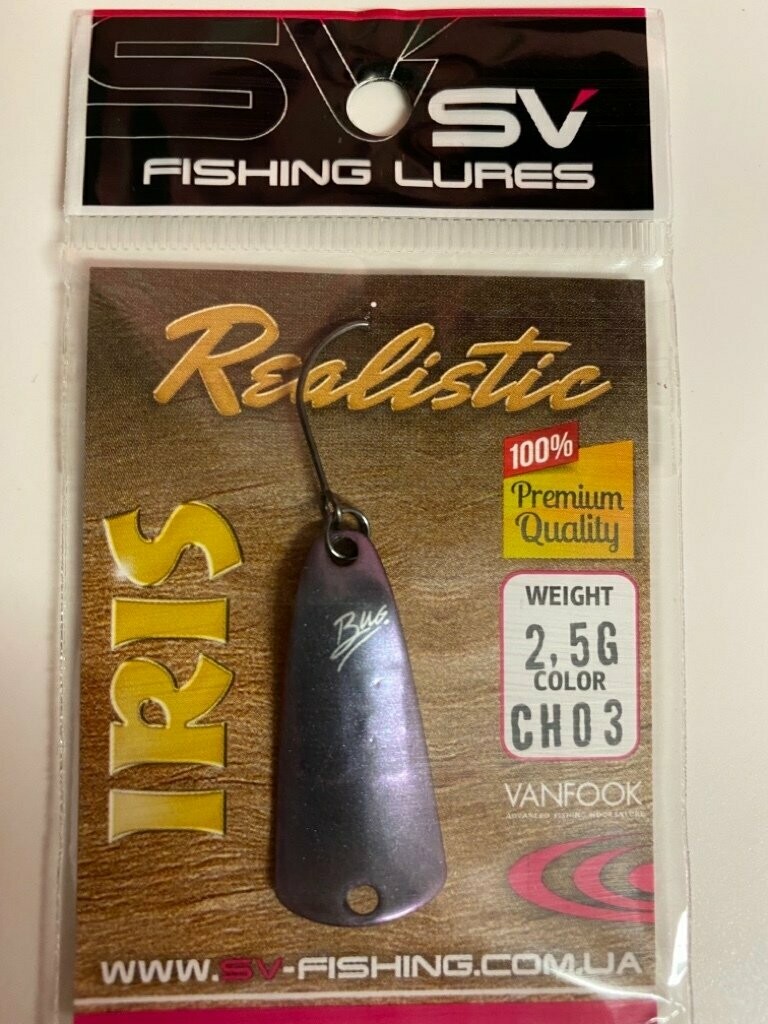 SV
SV
FISHING LURES
Realistic
100%
Premium
Quality
IRIS
Bug.
WEIGHT
2,5G
COLOR
CH03
VANFOOK
WWW.SV-FISHING.COM.UA